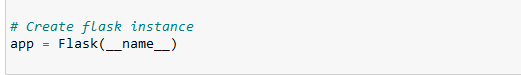 # Create flask instance
app = Flask(__name__)